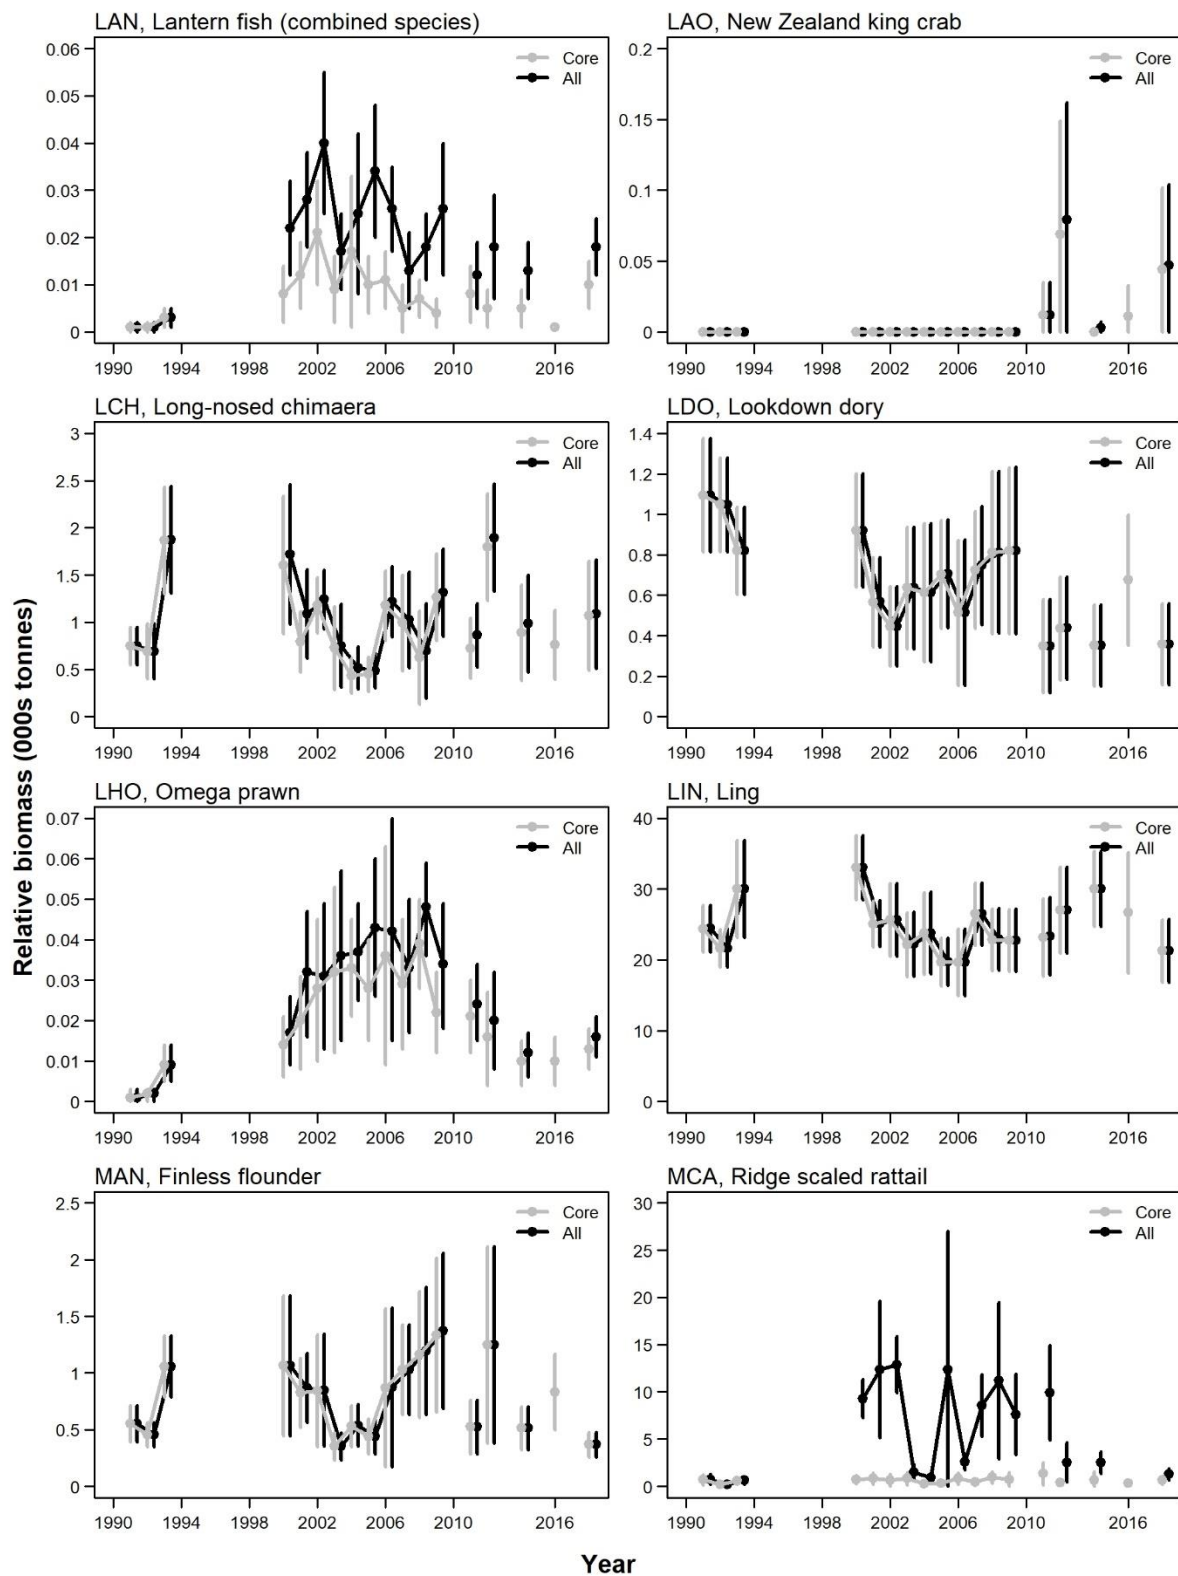 LAN, Lantern fish (combined species)
0.06
0.05
0.04
0.03
0.02
0.01
0
Core
All
1990 1994 1998 2002 2006 2010 2016
LAO, New Zealand king crab
0.2
0.15
0.1
0.05
0
Core
All
1990 1994 1998 2002 2006 2010 2016
LCH, Long-nosed chimaera
3
2.5
2
1.5
1
0.5
0
Core
All
1990 1994 1998 2002 2006 2010 2016
LDO, Lookdown dory
1.4
1.2
1
0.8
0.6
0.4
0.2
0
Core
All
1990 1994 1998 2002 2006 2010 2016
Relative biomass (000s tonnes)
LHO, Omega prawn
0.07
0.06
0.05
0.04
0.03
0.02
0.01
0
Core
All
1990 1994 1998 2002 2006 2010 2016
LIN, Ling
40
30
20
10
0
Core
All
1990 1994 1998 2002 2006 2010 2016
MAN, Finless flounder
2.5
2
1.5
1
0.5
0
Core
All
1990 1994 1998 2002 2006 2010 2016
MCA, Ridge scaled rattail
30
25
20
15
10
5
0
Core
All
1990 1994 1998 2002 2006 2010 2016
Year